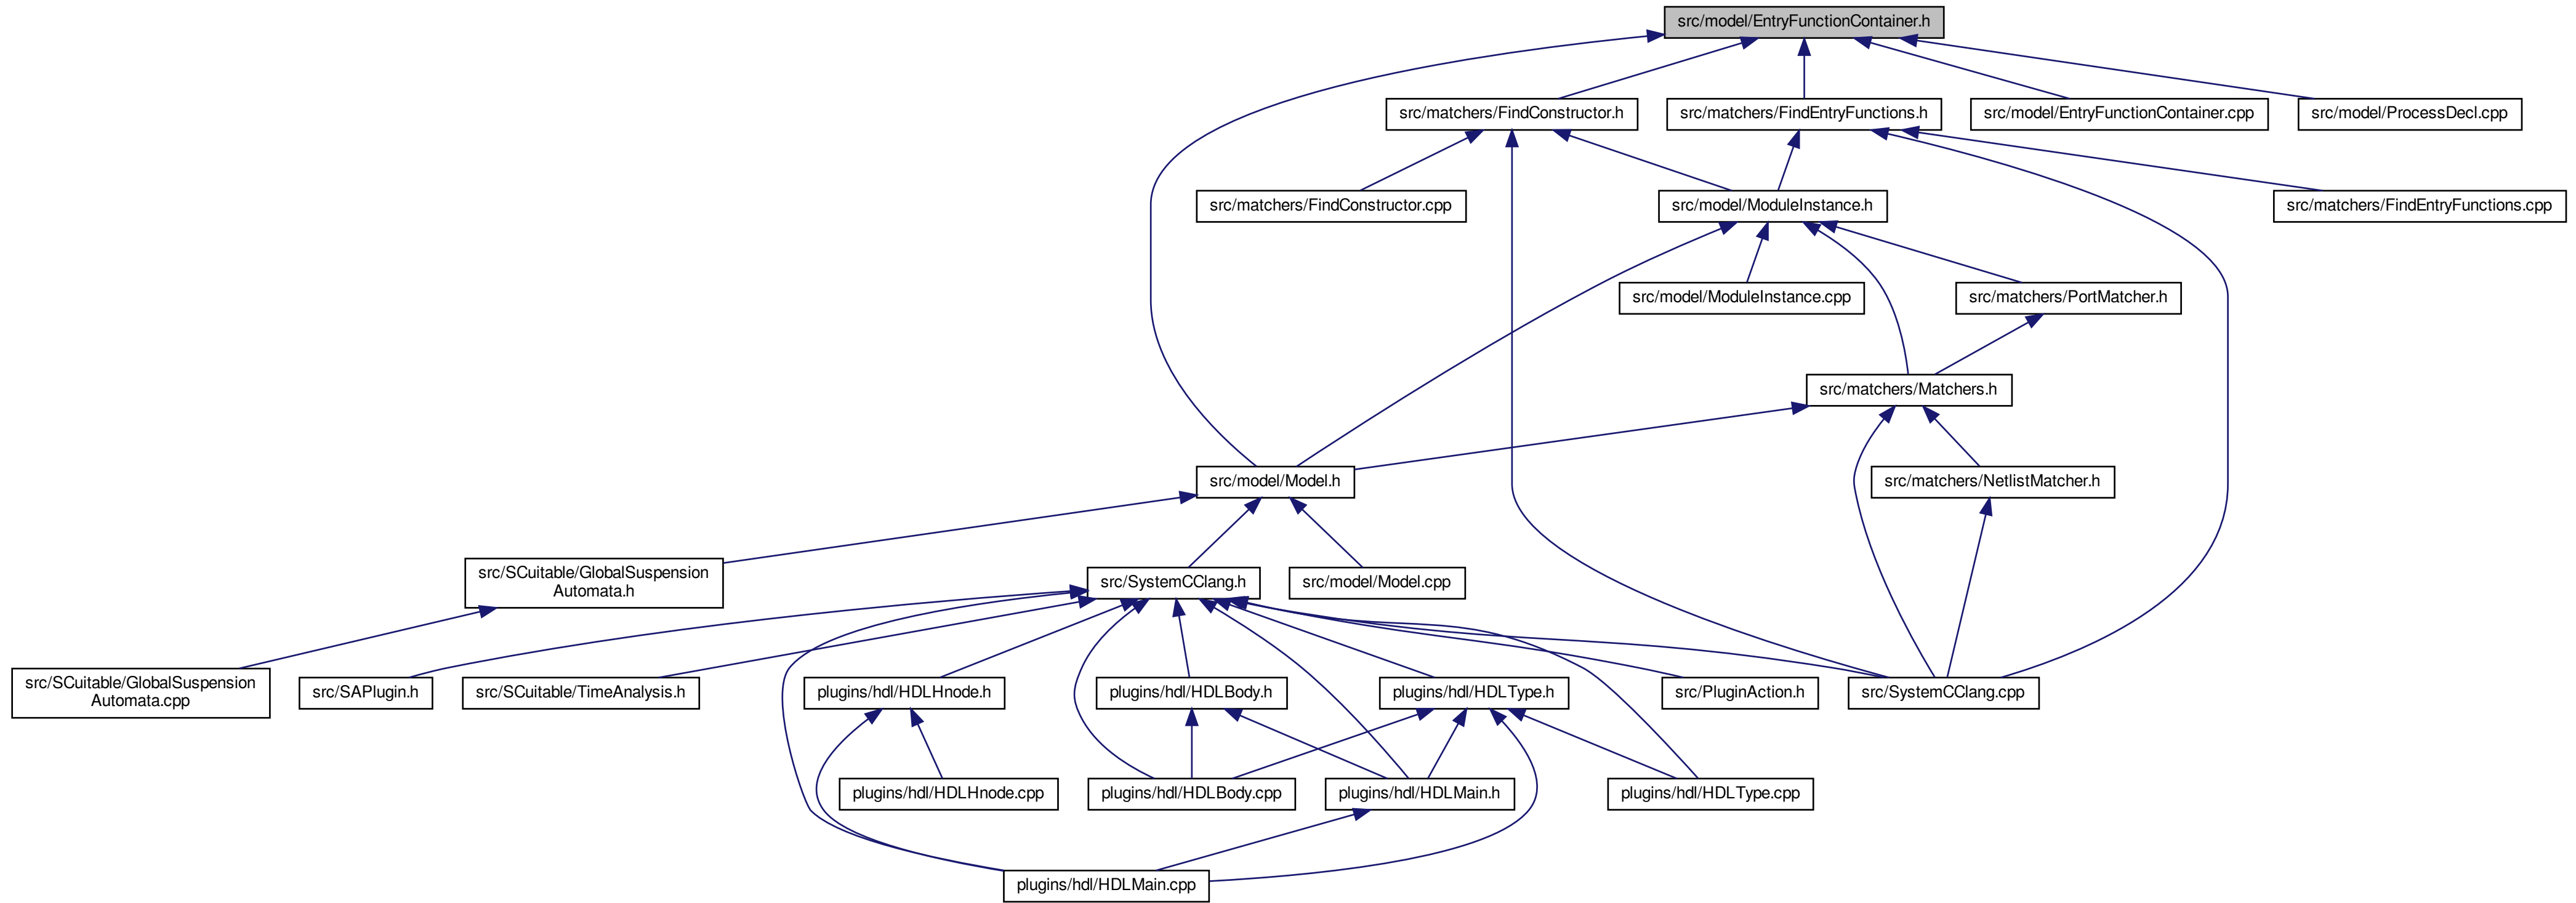 src/model/EntryFunctionContainer.h
src/matchers/FindConstructor.h
src/matchers/FindEntryFunctions.h
src/model/EntryFunctionContainer.cpp
src/model/ProcessDecl.cpp
src/matchers/FindConstructor.cpp
src/model/ModuleInstance.h
src/matchers/FindEntryFunctions.cpp
src/model/ModuleInstance.cpp
src/matchers/PortMatcher.h
src/matchers/Matchers.h
src/model/Model.h
src/matchers/NetlistMatcher.h
src/SCuitable/GlobalSuspension
Automata.h
src/SystemCClang.h
src/model/Model.cpp
src/SCuitable/GlobalSuspension
Automata.cpp
src/SAPlugin.h
src/SCuitable/TimeAnalysis.h
plugins/hdl/HDLHnode.h
plugins/hdl/HDLBody.h
plugins/hdl/HDLType.h
src/PluginAction.h
src/SystemCClang.cpp
plugins/hdl/HDLHnode.cpp
plugins/hdl/HDLBody.cpp
plugins/hdl/HDLMain.h
plugins/hdl/HDLType.cpp
plugins/hdl/HDLMain.cpp